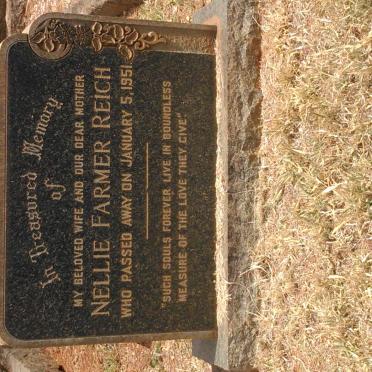 In Treasured Memory
of
MY BELOVED WIFE AND OUR DEAR MOTHER
NELLIE FARMER REICH
WHO PASSED AWAY ON JANUARY 5, 1951
"SUCH SOULS FOREVER LIVE IN BOUNDLESS
MEASURE OF THE LOVE THEY GIVE"